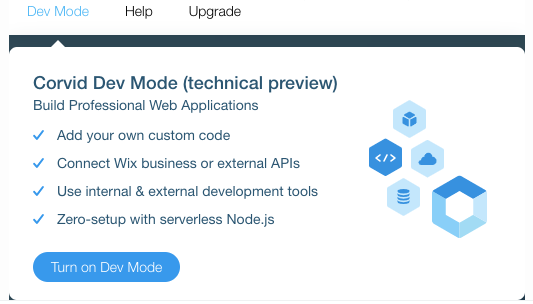 Dev Mode Help Upgrade
Corvid Dev Mode (technical preview)
Build Professional Web Applications
Add your own custom code
Connect Wix business or external APIs
Use internal & external development tools
Zero-setup with serverless Node.js
Turn on Dev Mode